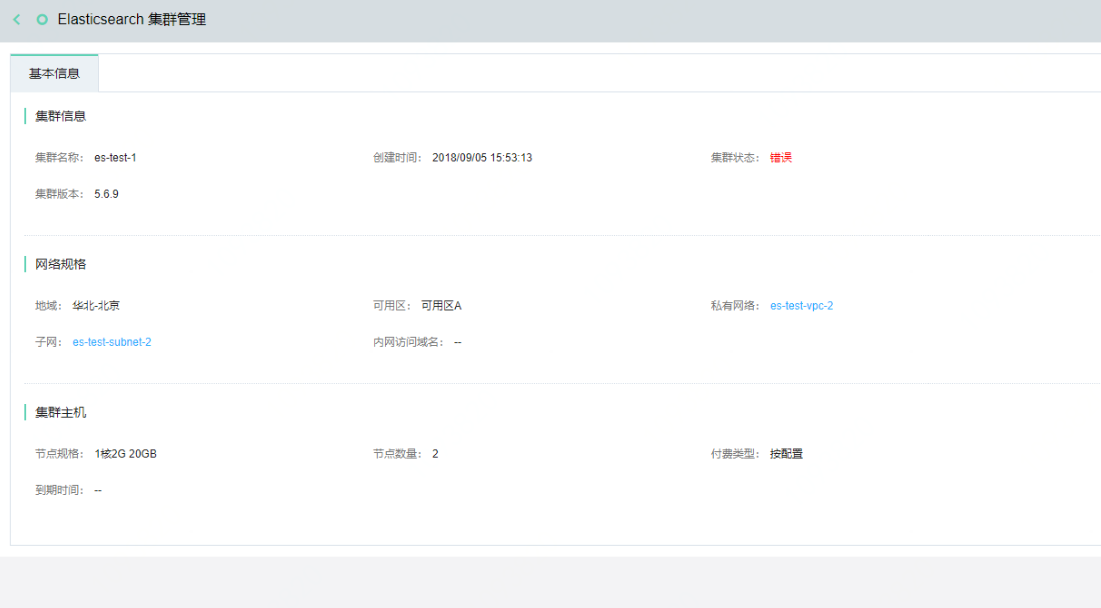 Elasticsearch 集群管理
基本信息
集群信息
集群名称： es-test-1 创建时间： 2018/09/05 15:53:13 集群状态： 错误
集群版本： 5.6.9
网络规格
地域： 华北-北京 可用区： 可用区A 私有网络： es-test-vpc-2
子网： es-test-subnet-2 内网访问域名： --
集群主机
节点规格： 1核2G 20GB 节点数量： 2 付费类型： 按配置
到期时间： --